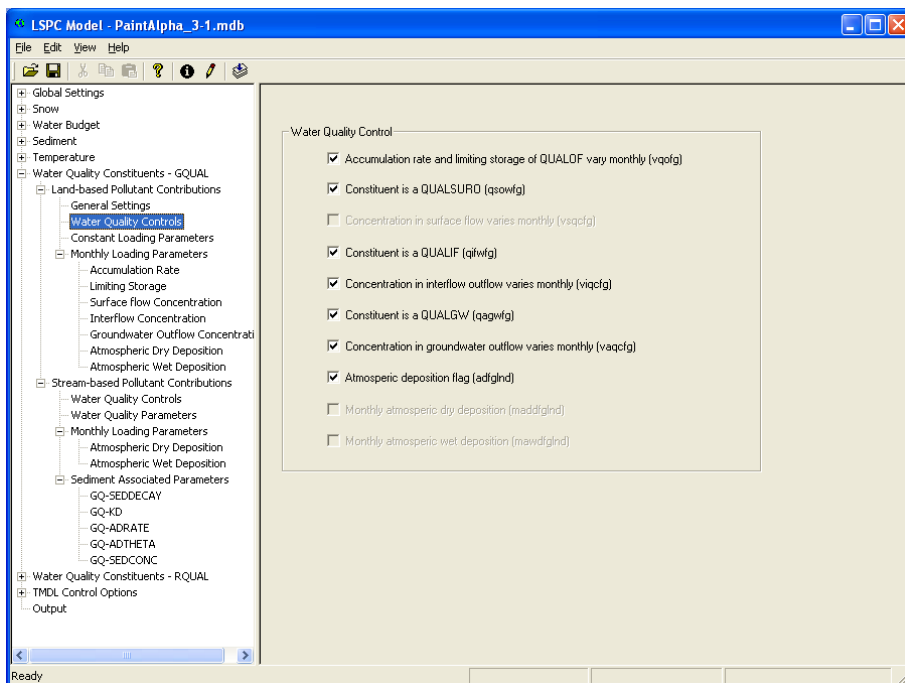 LSPC Model - PaintAlpha_3-1.mdb
File Edit View Help
Global Settings
Snow
Water Budget
Sediment
Temperature
Water Quality Constituents - GQUAL
Land-based Pollutant Contributions
General Settings
Water Quality Controls
Constant Loading Parameters
Monthly Loading Parameters
Accumulation Rate
Limiting Storage
Surface flow Concentration
Interflow Concentration
Groundwater Outflow Concentrati
Atmospheric Dry Deposition
Atmospheric Wet Deposition
Stream-based Pollutant Contributions
Water Quality Controls
Water Quality Parameters
Monthly Loading Parameters
Atmospheric Dry Deposition
Atmospheric Wet Deposition
Sediment Associated Parameters
GQ-SEDDECAY
GQ-KD
GQ-ADRATE
GQ-ADTHETA
GQ-SEDCONC
Water Quality Constituents - RQUAL
TMDL Control Options
Output
Water Quality Control
Accumulation rate and limiting storage of QUALOF vary monthly (vqofg)
Constituent is a QUALSURO (qsowfg)
Concentration in surface flow varies monthly (vsqcfg)
Constituent is a QUALIF (qifwfg)
Concentration in interflow outflow varies monthly (viqcfg)
Constituent is a QUALGW (qagwfg)
Concentration in groundwater outflow varies monthly (vaqcfg)
Atmosperic deposition flag (adfglnd)
Monthly atmosperic dry deposition (maddfglnd)
Monthly atmosperic wet deposition (mawdfglnd)
Ready